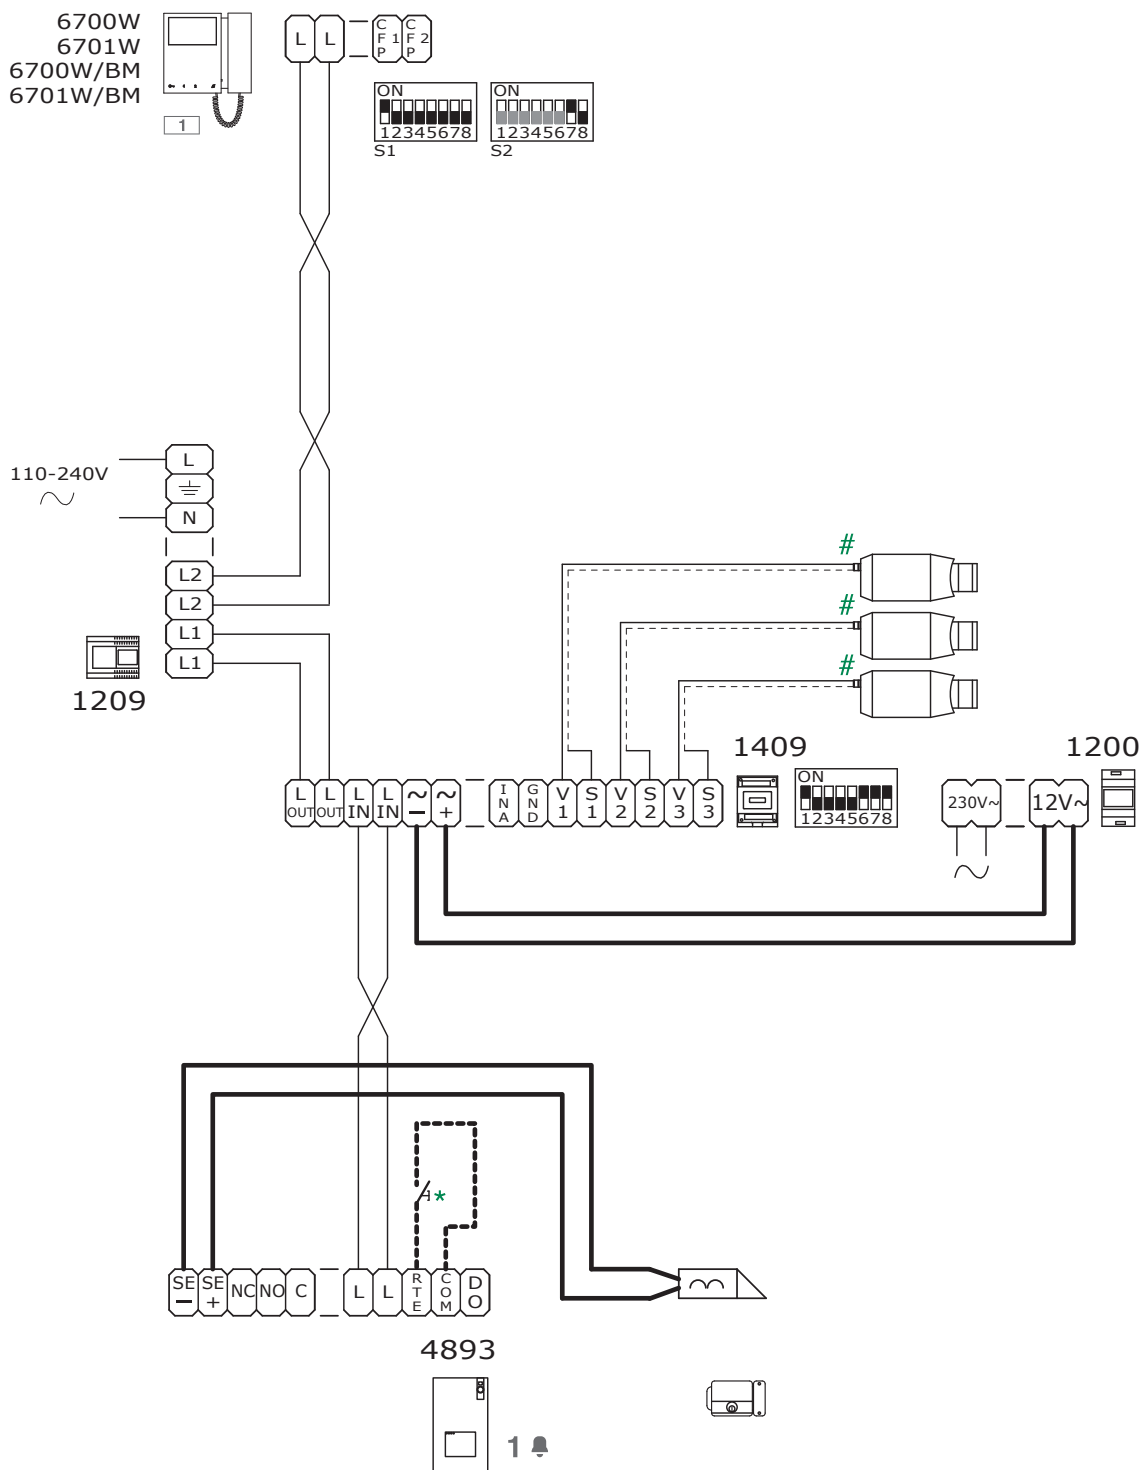 6700W
6701W
6700W/BM
6701W/BM
1
L L CFP1 CFP2
ON
12345678
S1
ON
12345678
S2
110-240V
L
N
L2
L2
L1
L1
1209
#
#
#
1409
1200
L OUT L OUT L IN L IN ~ − ~ + INA GND V1 S1 V2 S2 V3 S3
ON
12345678
230V~
12V~
*
SE − SE + NC NO C L L RTE COM DO
4893
1